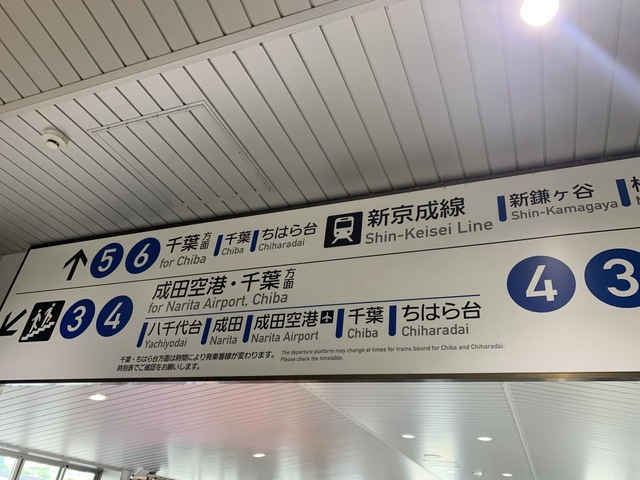 5 6 千葉方面 千葉 ちはら台
for Chiba Chiba Chiharadai
新京成線 新鎌ヶ谷
Shin-Keisei Line Shin-Kamagaya
3 4 成田空港・千葉方面
for Narita Airport, Chiba
八千代台 成田 成田空港 千葉 ちはら台
Yachiyodai Narita Narita Airport Chiba Chiharadai
千葉・ちはら台方面は時間により発車番線が変わります。
時刻表でご確認をお願いします。
The departure platform may change at times for trains bound for Chiba and Chiharadai.
Please check the timetable.
4 3